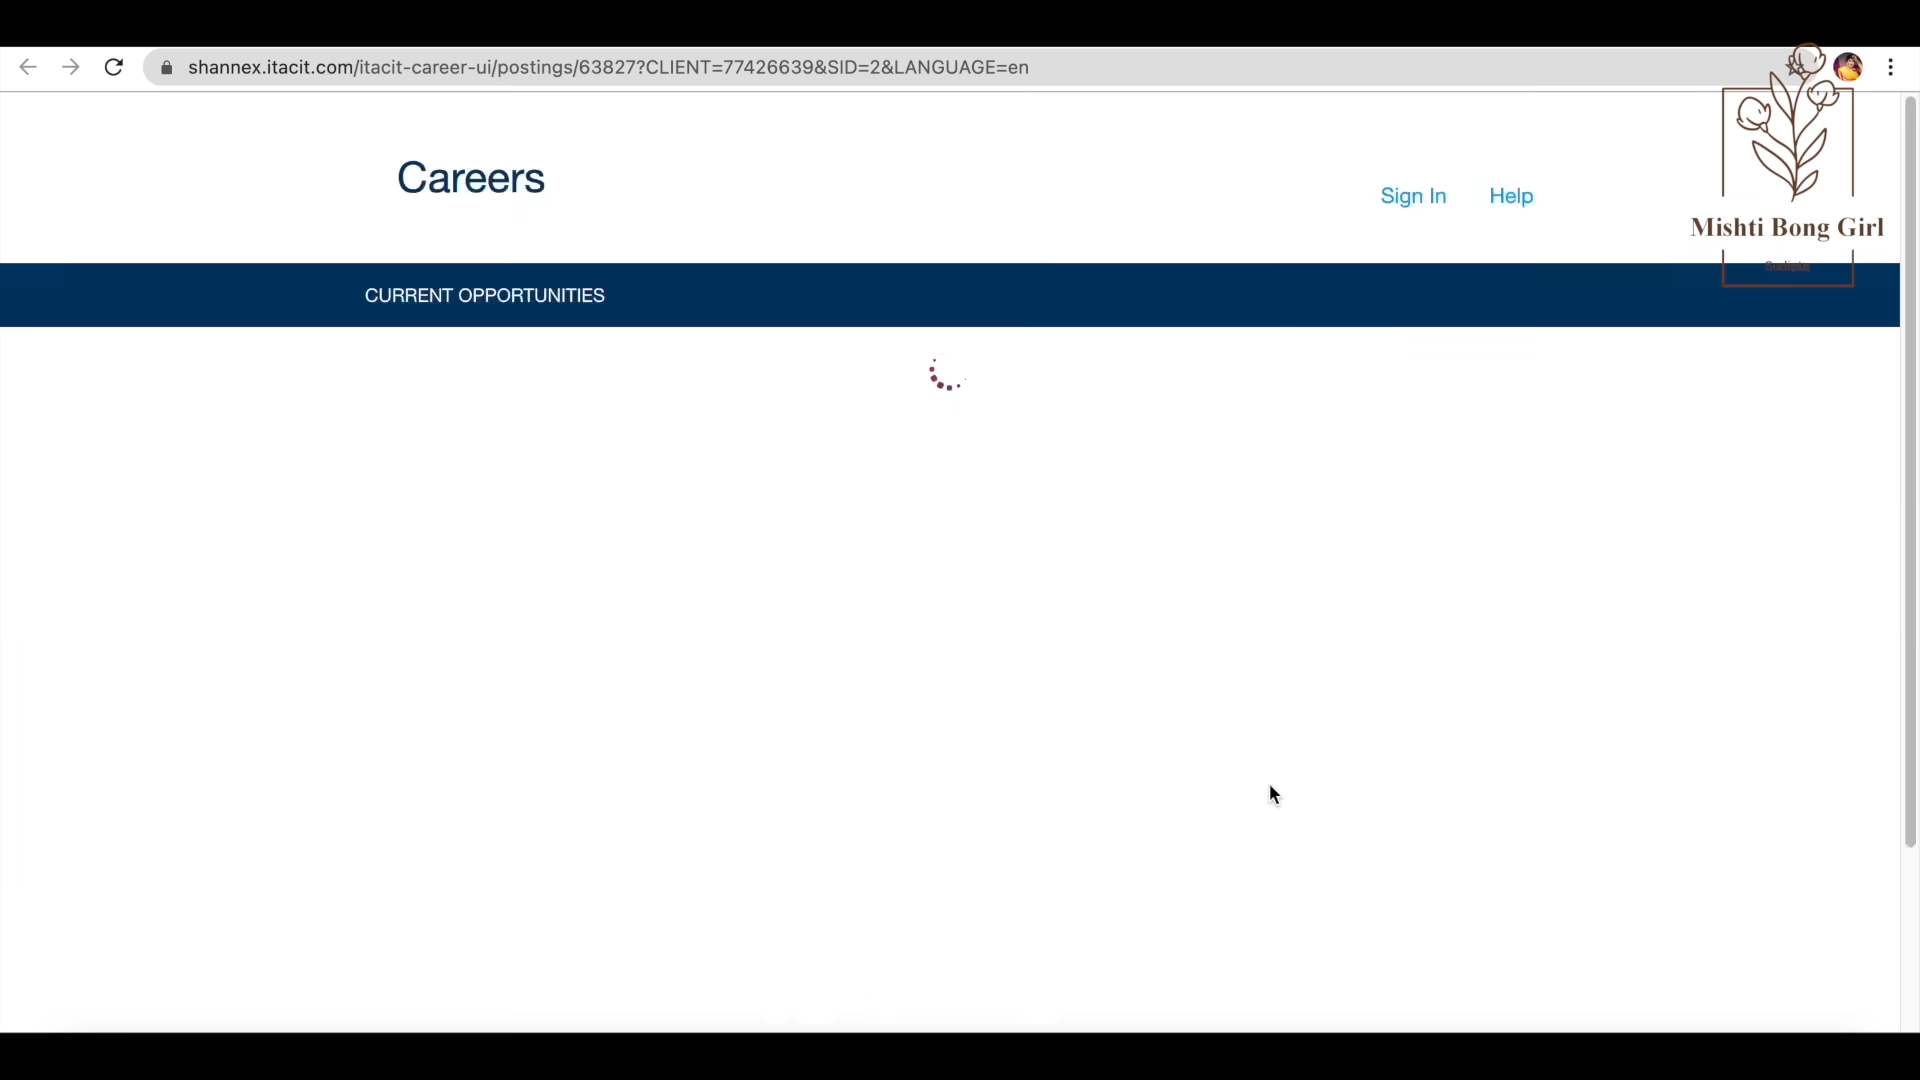 shannex.itacit.com/itacit-career-ui/postings/63827?CLIENT=77426639&SID=2&LANGUAGE=en
Careers
Sign In
Help
Mishti Bong Girl
CURRENT OPPORTUNITIES